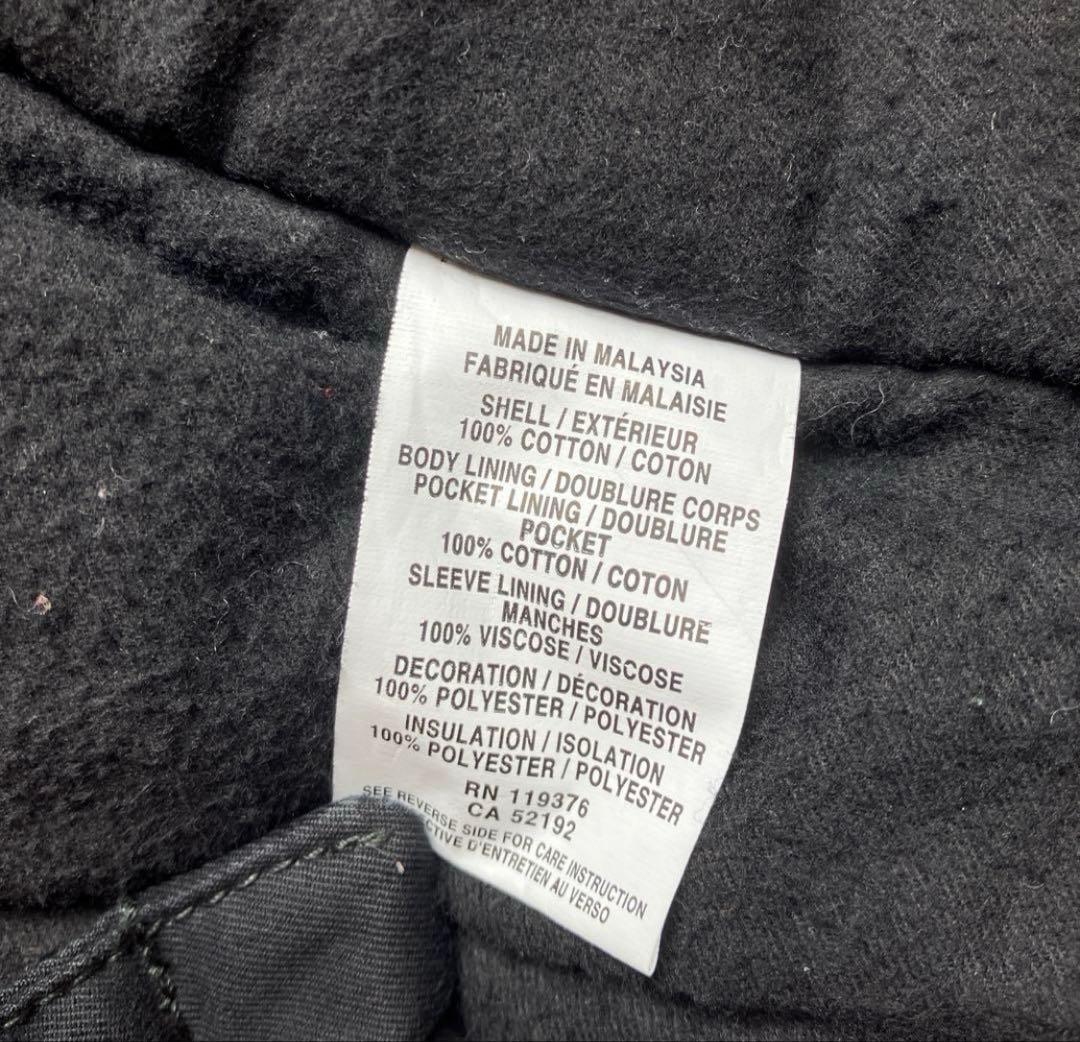 MADE IN MALAYSIA
FABRIQUÉ EN MALAISIE
SHELL / EXTÉRIEUR
100% COTTON / COTON
BODY LINING / DOUBLURE CORPS
POCKET LINING / DOUBLURE
POCKET
100% COTTON / COTON
SLEEVE LINING / DOUBLURE
MANCHES
100% VISCOSE / VISCOSE
DECORATION / DÉCORATION
100% POLYESTER / POLYESTER
INSULATION / ISOLATION
100% POLYESTER / POLYESTER
RN 119376
CA 52192
SEE REVERSE SIDE FOR CARE INSTRUCTION
D'ENTRETIEN AU VERSO